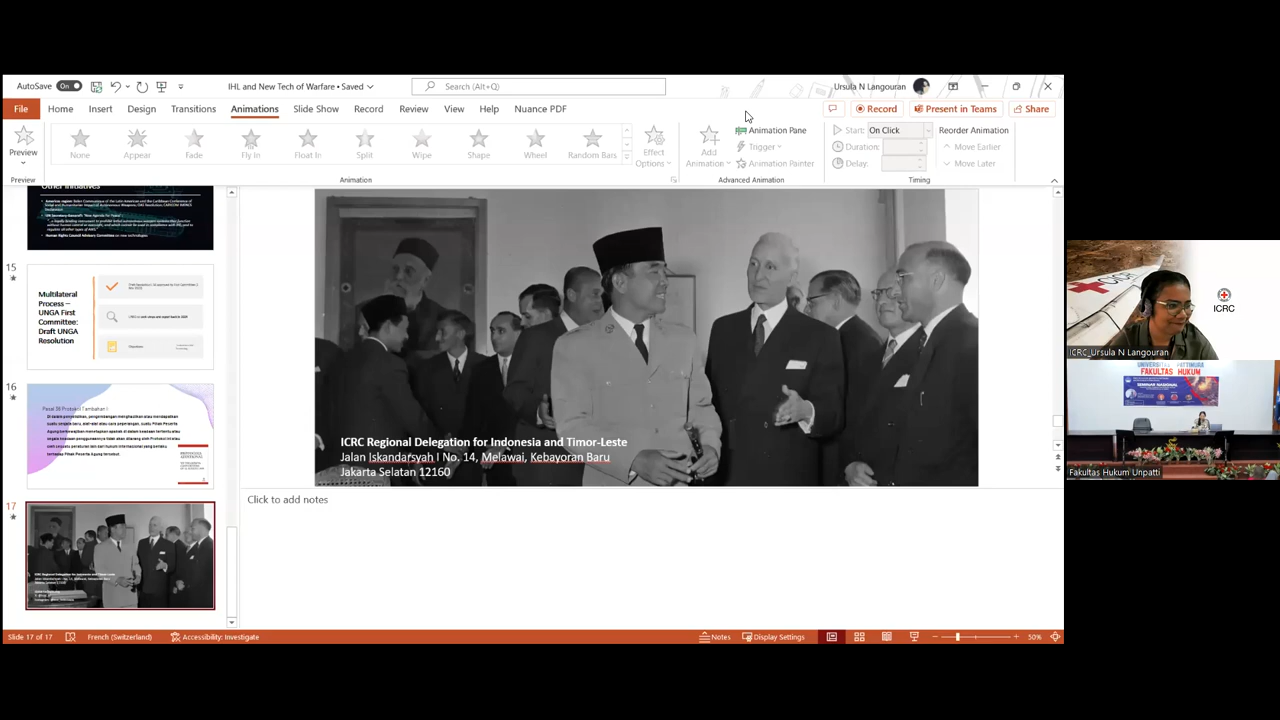 AutoSave On
IHL and New Tech of Warfare • Saved
Search (Alt+Q)
Ursula N Langouran
File Home Insert Design Transitions Animations Slide Show Record Review View Help Nuance PDF
Record Present in Teams Share
Preview
None Appear Fade Fly In Float In Split Wipe Shape Wheel Random Bars
Effect Options
Add Animation
Animation Pane
Trigger
Animation Painter
Start: On Click
Duration:
Delay:
Reorder Animation
Move Earlier
Move Later
Preview Animation Advanced Animation Timing
Other Initiatives
15
Multilateral
Process –
UNGA First
Committee:
Draft UNGA
Resolution
16
Pasal 36 Protokol Tambahan I
17
ICRC Regional Delegation for Indonesia and Timor-Leste
Jalan Iskandarsyah I No. 14, Melawai, Kebayoran Baru
Jakarta Selatan 12160
Click to add notes
Slide 17 of 17 French (Switzerland) Accessibility: Investigate Notes Display Settings 50%
ICRC
ICRC_Ursula N Langouran
UNIVERSITAS PATTIMURA
FAKULTAS HUKUM
SEMINAR NASIONAL
Fakultas Hukum Unpatti